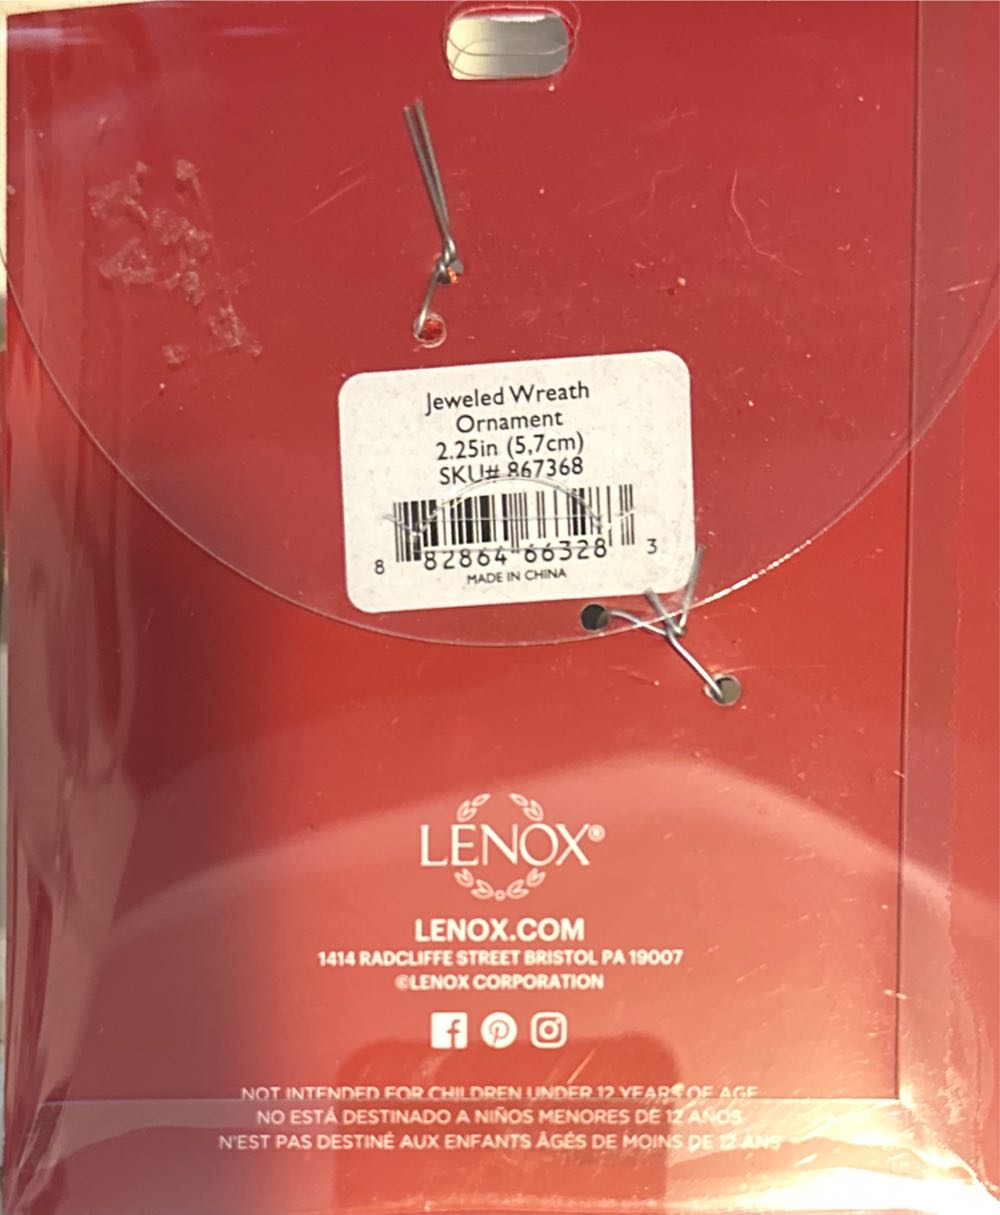 Jeweled Wreath
Ornament
2.25in (5,7cm)
SKU# 867368
8 82864 66328 3
MADE IN CHINA
LENOX®
LENOX.COM
1414 RADCLIFFE STREET BRISTOL PA 19007
©LENOX CORPORATION
NOT INTENDED FOR CHILDREN UNDER 12 YEARS OF AGE
NO ESTÁ DESTINADO A NIÑOS MENORES DE 12 AÑOS
N'EST PAS DESTINÉ AUX ENFANTS ÂGÉS DE MOINS DE 12 ANS